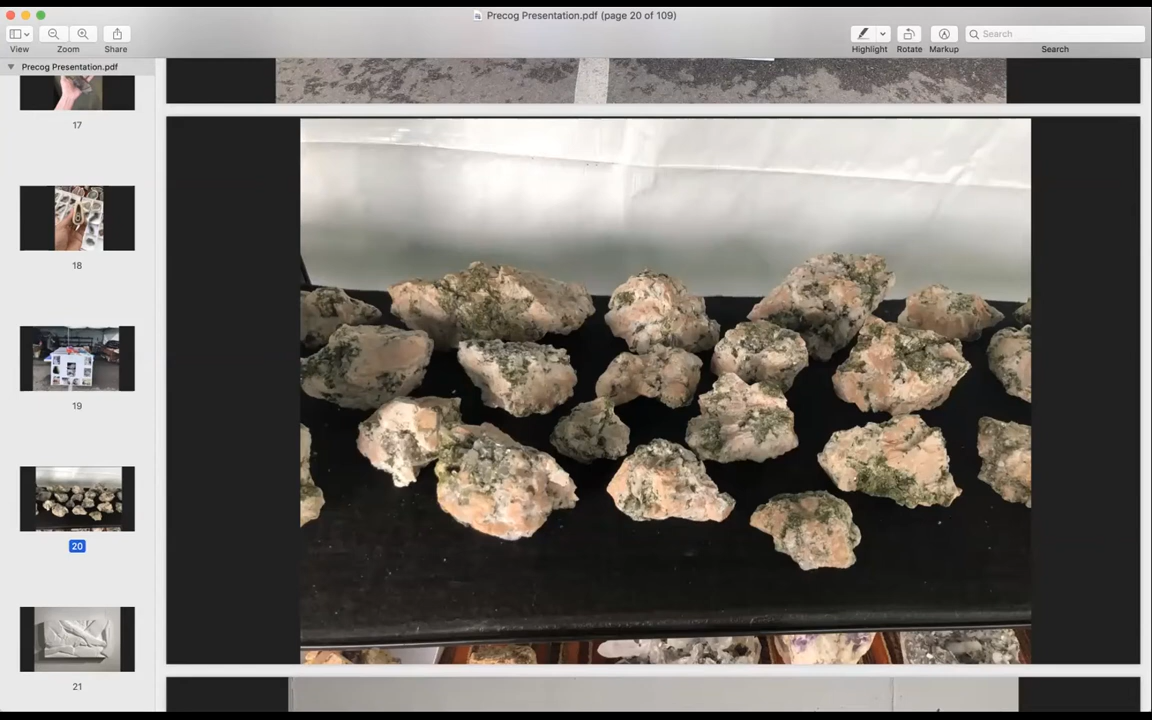 Precog Presentation.pdf (page 20 of 109)
View
Zoom
Share
Highlight
Rotate
Markup
Search
Search
Precog Presentation.pdf
17
18
19
20
21